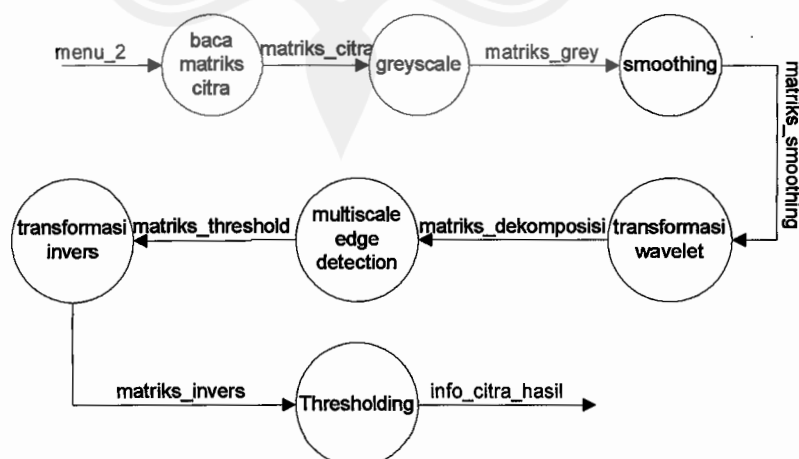 menu_2
baca
matriks
citra
matriks_citra
greyscale
matriks_grey
smoothing
matriks_smoothing
transformasi
wavelet
matriks_dekomposisi
multiscale
edge
detection
matriks_threshold
transformasi
invers
matriks_invers
Thresholding
info_citra_hasil